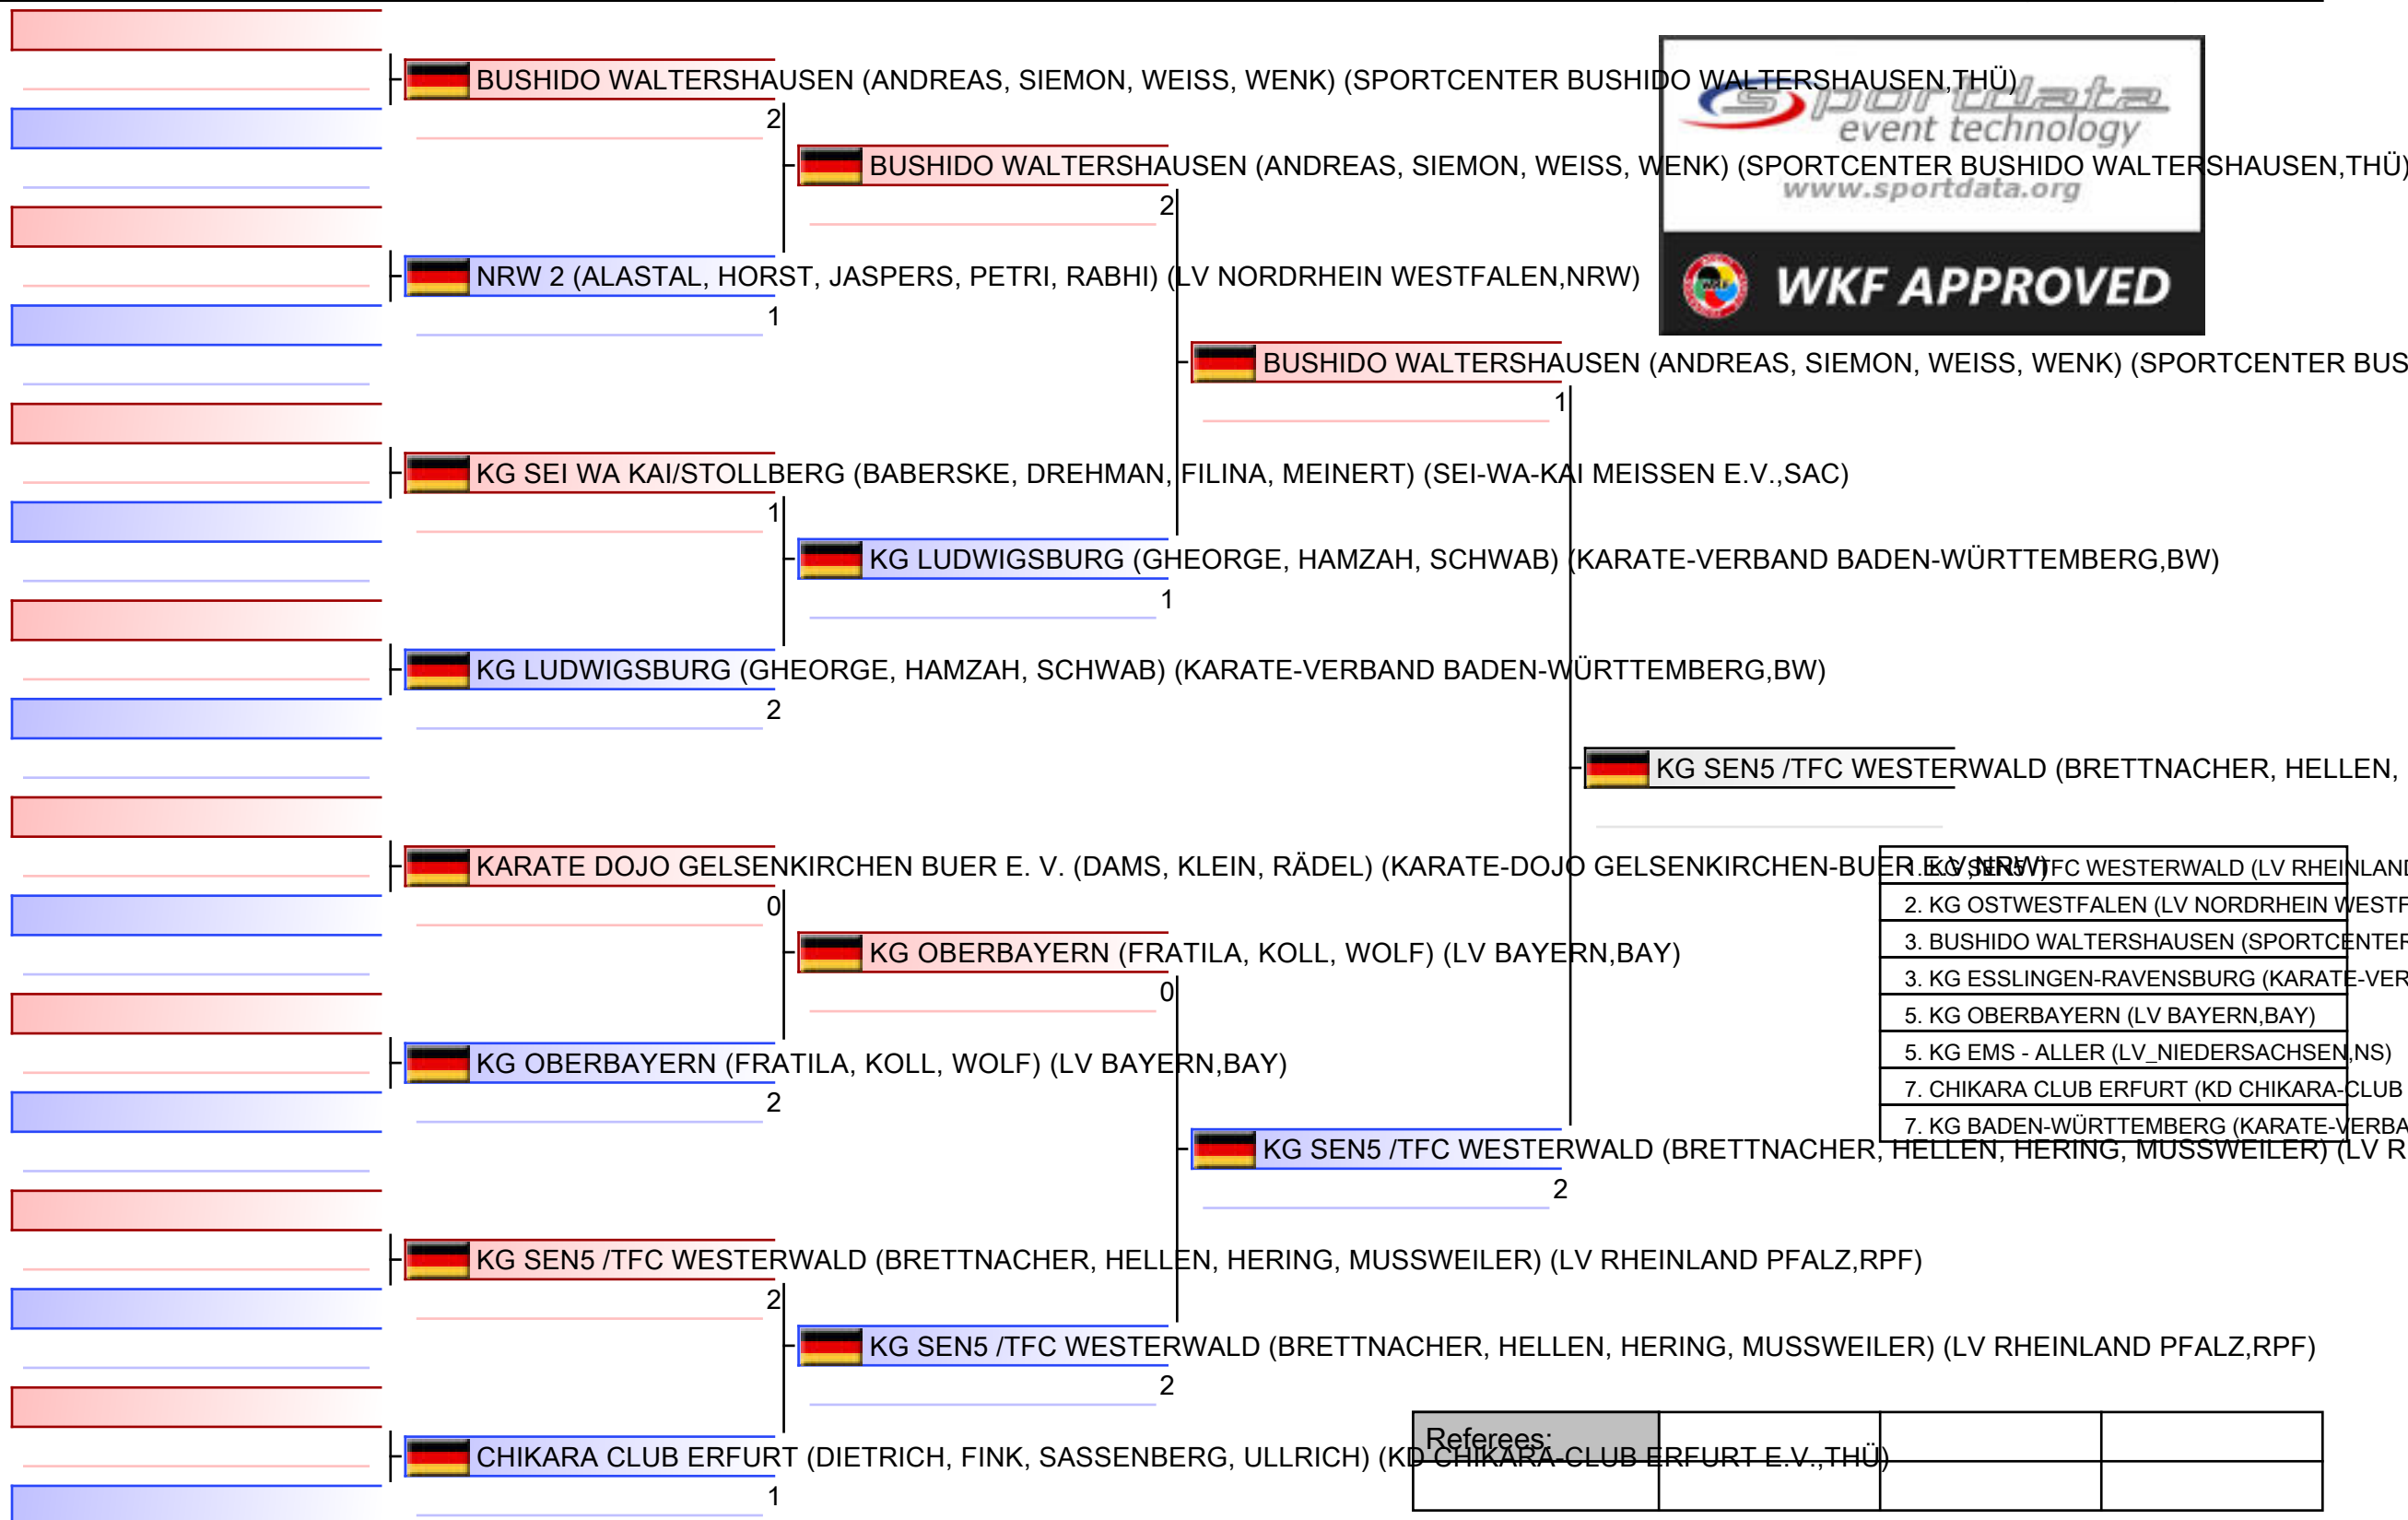 BUSHIDO WALTERSHAUSEN (ANDREAS, SIEMON, WEISS, WENK) (SPORTCENTER BUSHIDO WALTERSHAUSEN,THÜ)
2
sportdata
event technology
www.sportdata.org
WKF APPROVED
BUSHIDO WALTERSHAUSEN (ANDREAS, SIEMON, WEISS, WENK) (SPORTCENTER BUSHIDO WALTERSHAUSEN,THÜ)
2
NRW 2 (ALASTAL, HORST, JASPERS, PETRI, RABHI) (LV NORDRHEIN WESTFALEN,NRW)
1
BUSHIDO WALTERSHAUSEN (ANDREAS, SIEMON, WEISS, WENK) (SPORTCENTER BUS
1
KG SEI WA KAI/STOLLBERG (BABERSKE, DREHMAN, FILINA, MEINERT) (SEI-WA-KAI MEISSEN E.V.,SAC)
1
KG LUDWIGSBURG (GHEORGE, HAMZAH, SCHWAB) (KARATE-VERBAND BADEN-WÜRTTEMBERG,BW)
1
KG LUDWIGSBURG (GHEORGE, HAMZAH, SCHWAB) (KARATE-VERBAND BADEN-WÜRTTEMBERG,BW)
2
KG SEN5 /TFC WESTERWALD (BRETTNACHER, HELLEN,
KARATE DOJO GELSENKIRCHEN BUER E. V. (DAMS, KLEIN, RÄDEL) (KARATE-DOJO GELSENKIRCHEN-BUER E.V.,NRW)
0
1. KG SEN5 /TFC WESTERWALD (LV RHEINLAND
2. KG OSTWESTFALEN (LV NORDRHEIN WESTF
3. BUSHIDO WALTERSHAUSEN (SPORTCENTER
3. KG ESSLINGEN-RAVENSBURG (KARATE-VER
5. KG OBERBAYERN (LV BAYERN,BAY)
5. KG EMS - ALLER (LV_NIEDERSACHSEN,NS)
7. CHIKARA CLUB ERFURT (KD CHIKARA-CLUB
7. KG BADEN-WÜRTTEMBERG (KARATE-VERBA
KG OBERBAYERN (FRATILA, KOLL, WOLF) (LV BAYERN,BAY)
0
KG OBERBAYERN (FRATILA, KOLL, WOLF) (LV BAYERN,BAY)
2
KG SEN5 /TFC WESTERWALD (BRETTNACHER, HELLEN, HERING, MUSSWEILER) (LV R
2
KG SEN5 /TFC WESTERWALD (BRETTNACHER, HELLEN, HERING, MUSSWEILER) (LV RHEINLAND PFALZ,RPF)
2
KG SEN5 /TFC WESTERWALD (BRETTNACHER, HELLEN, HERING, MUSSWEILER) (LV RHEINLAND PFALZ,RPF)
2
Referees:
CHIKARA CLUB ERFURT (DIETRICH, FINK, SASSENBERG, ULLRICH) (KD CHIKARA-CLUB ERFURT E.V.,THÜ)
1